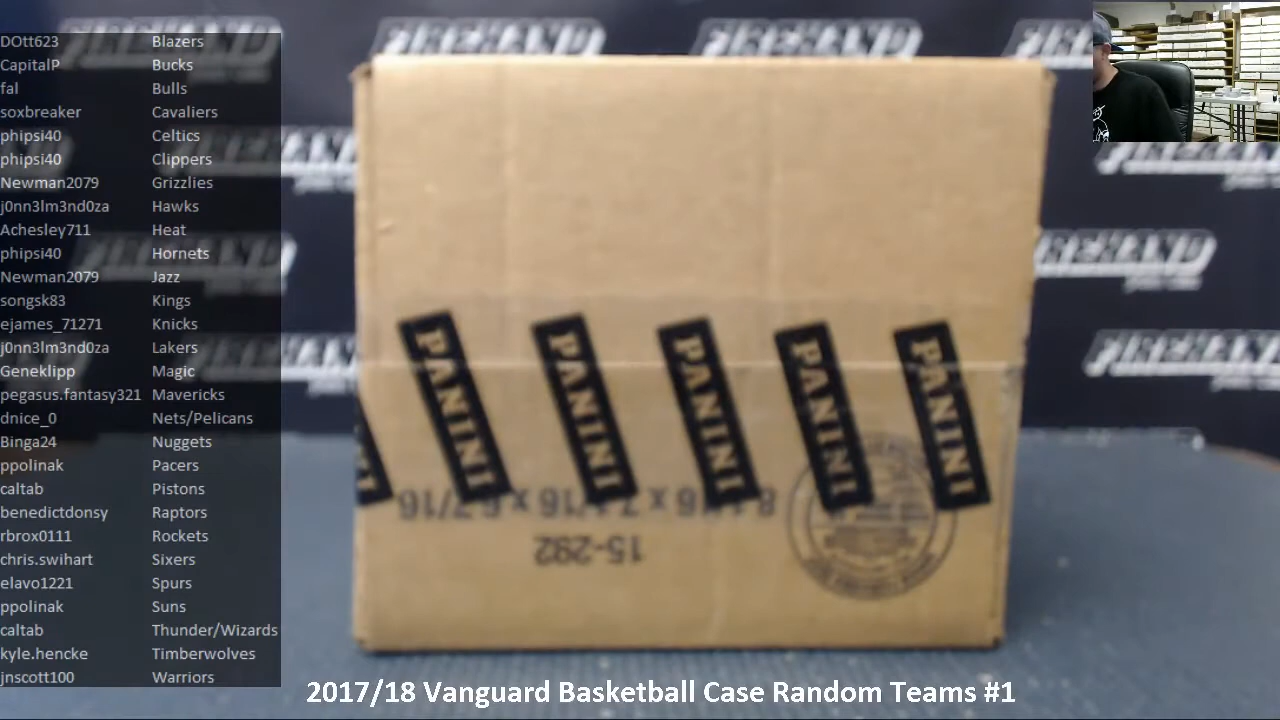 DOtt623 Blazers
CapitalP Bucks
fal Bulls
soxbreaker Cavaliers
phipsi40 Celtics
phipsi40 Clippers
Newman2079 Grizzlies
j0nn3lm3nd0za Hawks
Achesley711 Heat
phipsi40 Hornets
Newman2079 Jazz
songsk83 Kings
ejames_71271 Knicks
j0nn3lm3nd0za Lakers
Geneklipp Magic
pegasus.fantasy321 Mavericks
dnice_0 Nets/Pelicans
Binga24 Nuggets
ppolinak Pacers
caltab Pistons
benedictdonsy Raptors
rbrox0111 Rockets
chris.swihart Sixers
elavo1221 Spurs
ppolinak Suns
caltab Thunder/Wizards
kyle.hencke Timberwolves
jnscott100 Warriors
PANINI PANINI PANINI PANINI PANINI
15-292
2017/18 Vanguard Basketball Case Random Teams #1